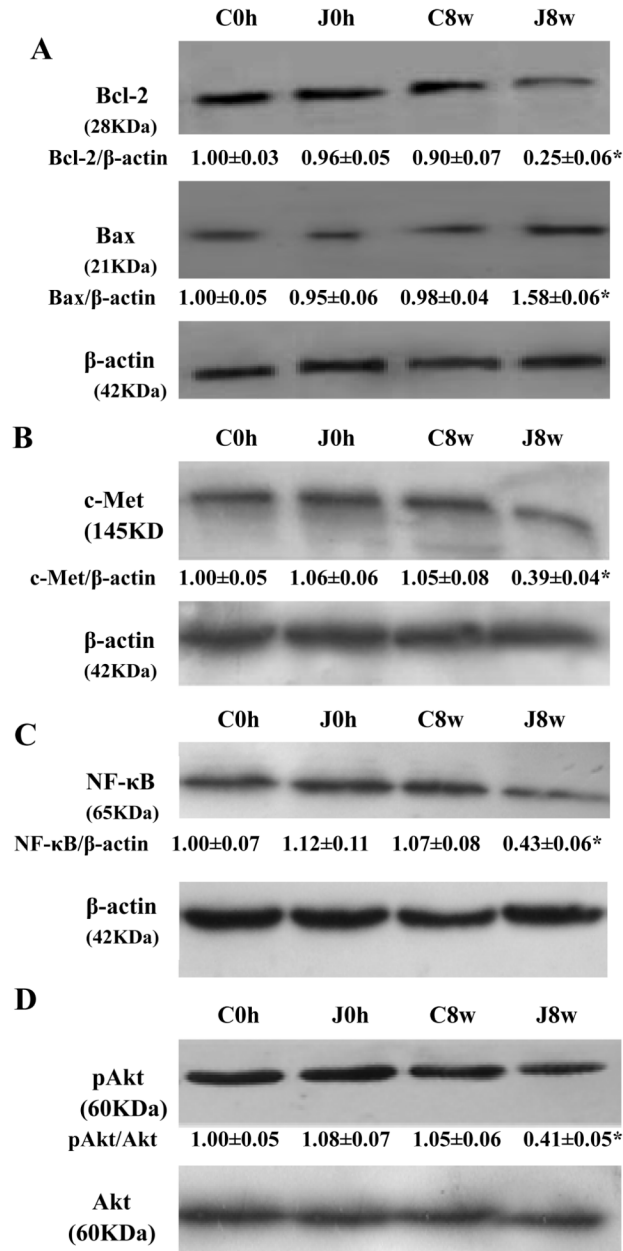 C0h J0h C8w J8w
A
Bcl-2
(28KDa)
Bcl-2/β-actin 1.00±0.03 0.96±0.05 0.90±0.07 0.25±0.06*
Bax
(21KDa)
Bax/β-actin 1.00±0.05 0.95±0.06 0.98±0.04 1.58±0.06*
β-actin
(42KDa)
B
C0h J0h C8w J8w
c-Met
(145KD
c-Met/β-actin 1.00±0.05 1.06±0.06 1.05±0.08 0.39±0.04*
β-actin
(42KDa)
C
C0h J0h C8w J8w
NF-κB
(65KDa)
NF-κB/β-actin 1.00±0.07 1.12±0.11 1.07±0.08 0.43±0.06*
β-actin
(42KDa)
D
C0h J0h C8w J8w
pAkt
(60KDa)
pAkt/Akt 1.00±0.05 1.08±0.07 1.05±0.06 0.41±0.05*
Akt
(60KDa)